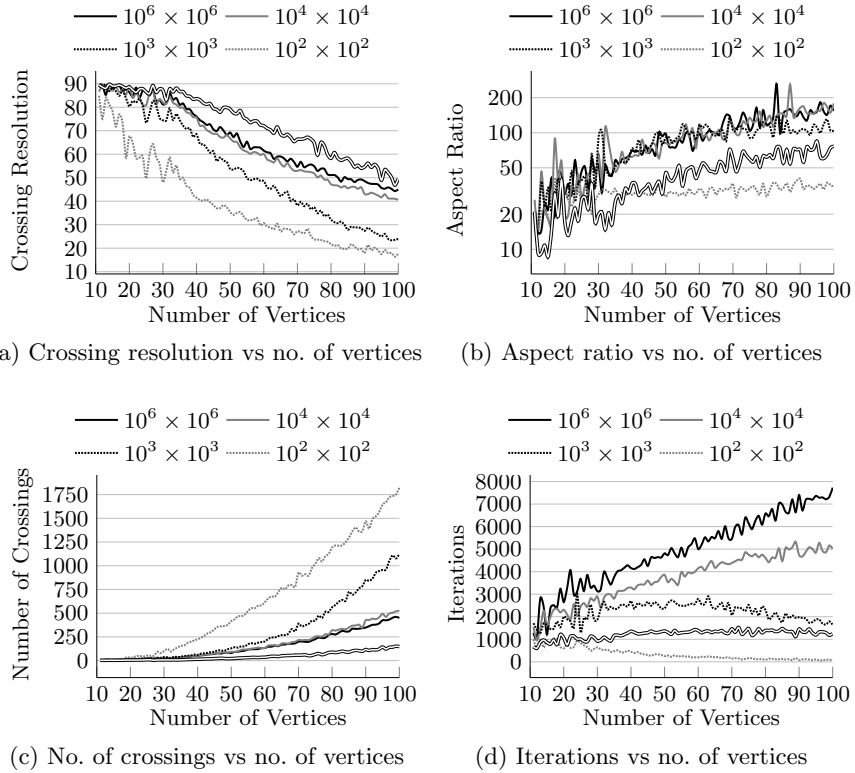 10^6 × 10^6 10^4 × 10^4
10^3 × 10^3 10^2 × 10^2
Crossing Resolution
90
80
70
60
50
40
30
20
10
10 20 30 40 50 60 70 80 90 100
Number of Vertices
a) Crossing resolution vs no. of vertices
10^6 × 10^6 10^4 × 10^4
10^3 × 10^3 10^2 × 10^2
Aspect Ratio
200
100
50
20
10
10 20 30 40 50 60 70 80 90 100
Number of Vertices
(b) Aspect ratio vs no. of vertices
10^6 × 10^6 10^4 × 10^4
10^3 × 10^3 10^2 × 10^2
Number of Crossings
1750
1500
1250
1000
750
500
250
0
10 20 30 40 50 60 70 80 90 100
Number of Vertices
(c) No. of crossings vs no. of vertices
10^6 × 10^6 10^4 × 10^4
10^3 × 10^3 10^2 × 10^2
Iterations
8000
7000
6000
5000
4000
3000
2000
1000
0
10 20 30 40 50 60 70 80 90 100
Number of Vertices
(d) Iterations vs no. of vertices